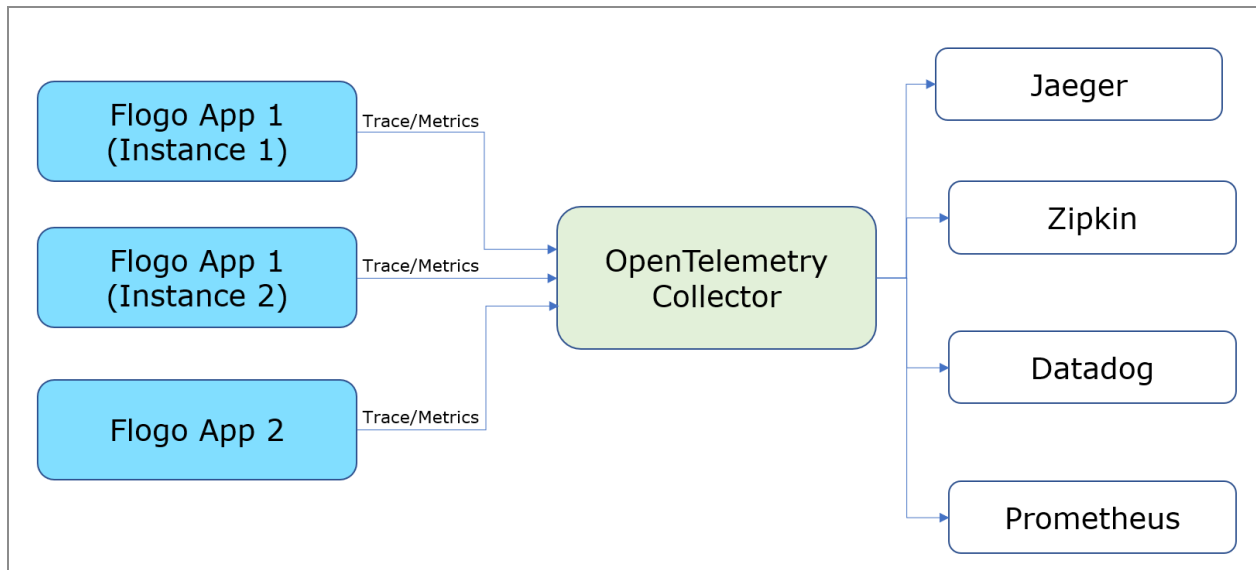 Flogo App 1
(Instance 1)
Trace/Metrics
Flogo App 1
(Instance 2)
Trace/Metrics
Flogo App 2
Trace/Metrics
OpenTelemetry
Collector
Jaeger
Zipkin
Datadog
Prometheus